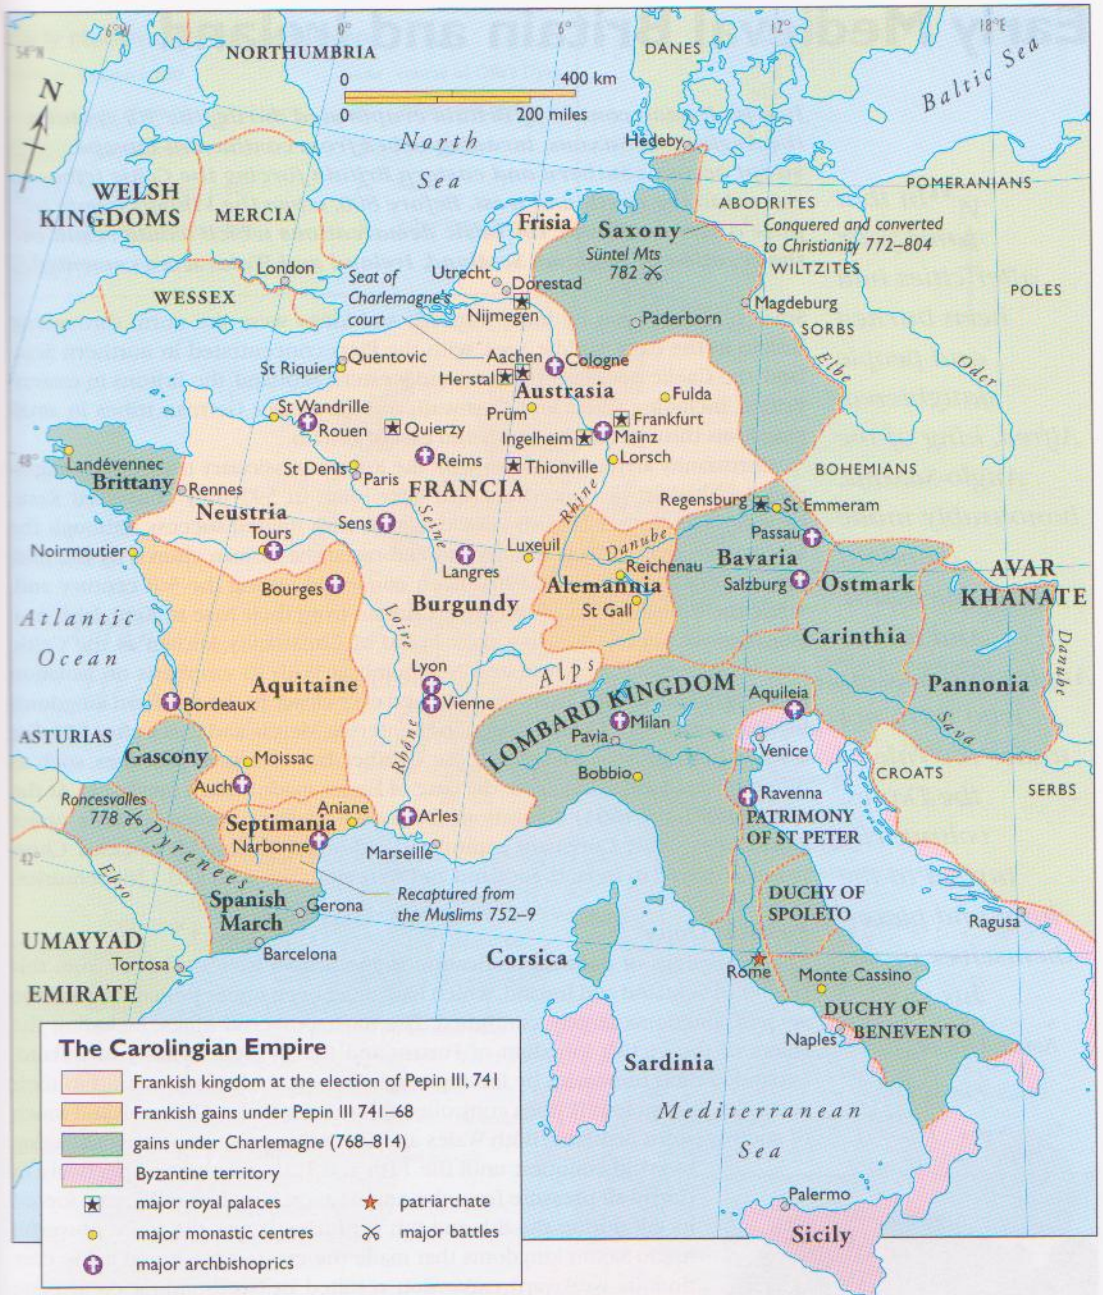 6°W
0°
6°
12°
18°E
54°N
NORTHUMBRIA
DANES
Baltic Sea
N
0
400 km
0
200 miles
North
Sea
Hedeby
POMERANIANS
WELSH
KINGDOMS
MERCIA
ABODRITES
Frisia
Saxony
Conquered and converted
to Christianity 772–804
Süntel Mts
782
WILTZITES
London
Seat of
Charlemagne's
court
Utrecht
Dorestad
POLES
WESSEX
Nijmegen
Magdeburg
Paderborn
SORBS
Quentovic
St Riquier
Aachen
Cologne
Herstal
Elbe
Oder
Austrasia
Fulda
St Wandrille
Rouen
Quierzy
Prüm
Frankfurt
Ingelheim
Mainz
48°
Landévennec
Brittany
Rennes
St Denis
Paris
Reims
Thionville
Lorsch
BOHEMIANS
FRANCIA
Rhine
Regensburg
St Emmeram
Neustria
Tours
Sens
Seine
Passau
Noirmoutier
Langres
Luxeuil
Danube
Reichenau
Bavaria
Salzburg
Ostmark
AVAR
KHANATE
Bourges
Alemannia
St Gall
Burgundy
Atlantic
Ocean
Loire
Carinthia
Danube
Lyon
Alps
Aquitaine
Vienne
LOMBARD KINGDOM
Aquileia
Pannonia
Bordeaux
Milan
Pavia
Sava
ASTURIAS
Gascony
Moissac
Rhône
Venice
Bobbio
CROATS
SERBS
Auch
Roncesvalles
778
Aniane
Septimania
Arles
Ravenna
PATRIMONY
OF ST PETER
Pyrenees
Narbonne
Marseille
42°
Ebro
Recaptured from
the Muslims 752–9
Spanish
March
Gerona
DUCHY OF
SPOLETO
Ragusa
UMAYYAD
EMIRATE
Barcelona
Tortosa
Corsica
Rome
Monte Cassino
DUCHY OF
BENEVENTO
Naples
Sardinia
Mediterranean
Sea
Palermo
Sicily
The Carolingian Empire
Frankish kingdom at the election of Pepin III, 741
Frankish gains under Pepin III 741–68
gains under Charlemagne (768–814)
Byzantine territory
major royal palaces
patriarchate
major monastic centres
major battles
major archbishoprics